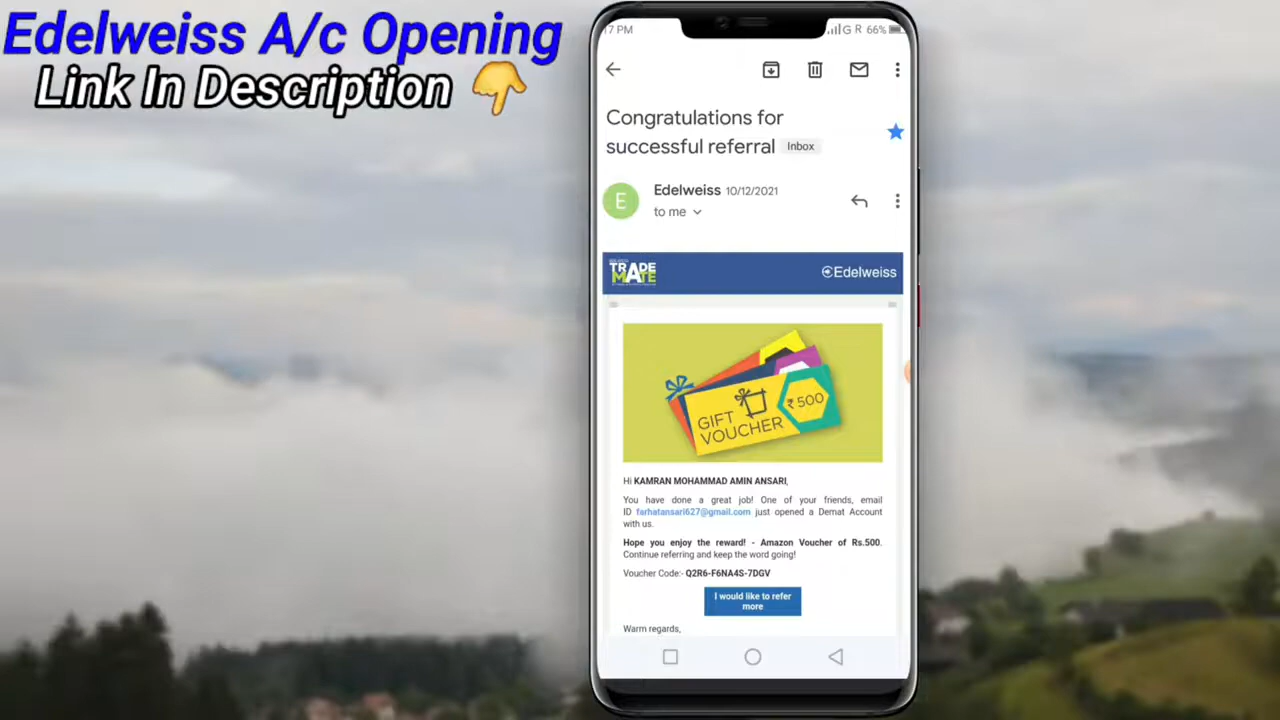 Edelweiss A/c Opening
Link In Description
17 PM
G R 66%
Congratulations for
successful referral Inbox
Edelweiss 10/12/2021
E
to me
TRADE
MATE
Edelweiss
GIFT
VOUCHER
₹500
Hi KAMRAN MOHAMMAD AMIN ANSARI,
You have done a great job! One of your friends, email
ID farhatansari627@gmail.com just opened a Demat Account
with us.
Hope you enjoy the reward! - Amazon Voucher of Rs.500.
Continue referring and keep the word going!
Voucher Code:- Q2R6-F6NA4S-7DGV
I would like to refer
more
Warm regards,